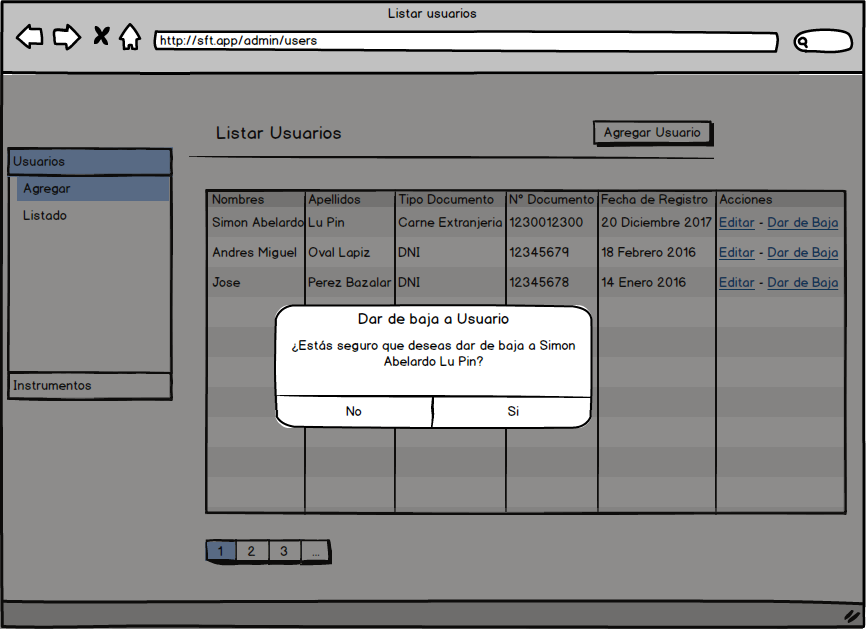 Listar usuarios
http://sft.app/admin/users
Listar Usuarios
Agregar Usuario
Usuarios
Agregar
Listado
Instrumentos
Nombres Apellidos Tipo Documento N° Documento Fecha de Registro Acciones
Simon Abelardo Lu Pin Carne Extranjeria 1230012300 20 Diciembre 2017 Editar - Dar de Baja
Andres Miguel Oval Lapiz DNI 12345679 18 Febrero 2016 Editar - Dar de Baja
Jose Perez Bazalar DNI 12345678 14 Enero 2016 Editar - Dar de Baja
Dar de baja a Usuario
¿Estás seguro que deseas dar de baja a Simon
Abelardo Lu Pin?
No Si
1 2 3 ...